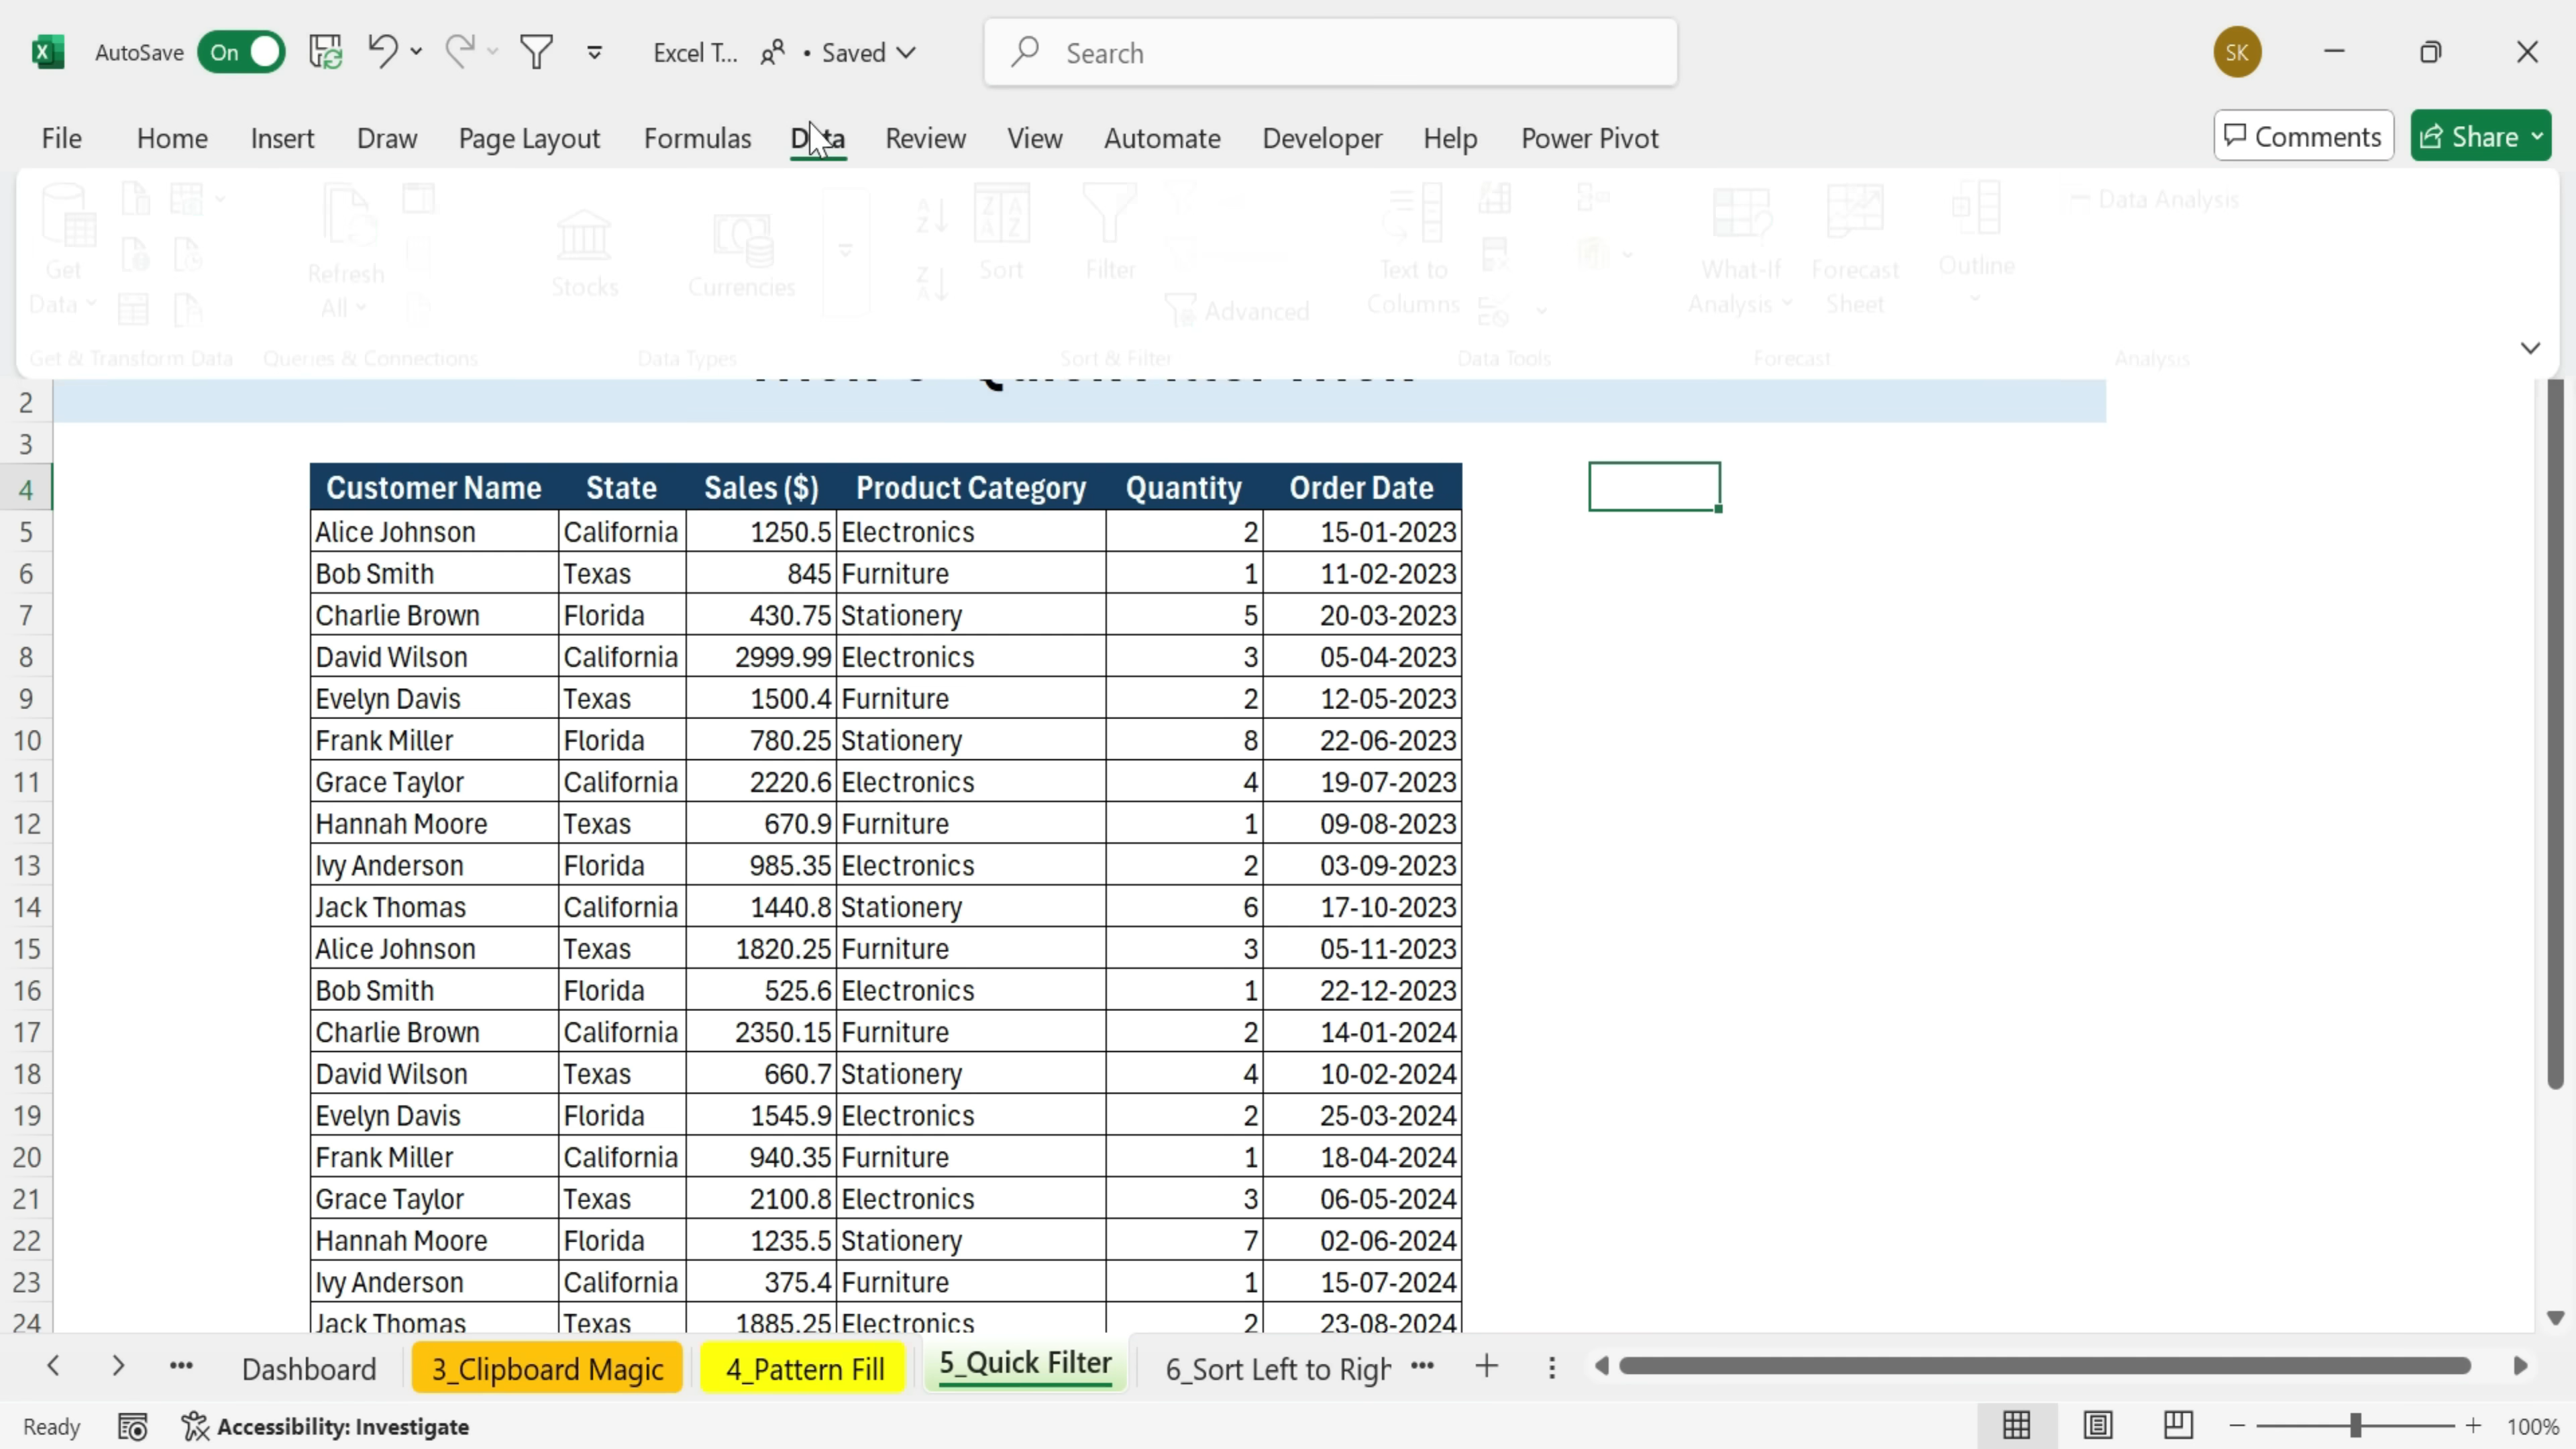 AutoSave On Excel T... • Saved Search SK
File Home Insert Draw Page Layout Formulas Data Review View Automate Developer Help Power Pivot Comments Share
Get Data Refresh All Stocks Currencies Sort Filter Advanced Text to Columns What-If Analysis Forecast Sheet Outline Data Analysis
Get & Transform Data Queries & Connections Data Types Sort & Filter Data Tools Forecast Analysis
2
3
4 Customer Name State Sales ($) Product Category Quantity Order Date
5 Alice Johnson California 1250.5 Electronics 2 15-01-2023
6 Bob Smith Texas 845 Furniture 1 11-02-2023
7 Charlie Brown Florida 430.75 Stationery 5 20-03-2023
8 David Wilson California 2999.99 Electronics 3 05-04-2023
9 Evelyn Davis Texas 1500.4 Furniture 2 12-05-2023
10 Frank Miller Florida 780.25 Stationery 8 22-06-2023
11 Grace Taylor California 2220.6 Electronics 4 19-07-2023
12 Hannah Moore Texas 670.9 Furniture 1 09-08-2023
13 Ivy Anderson Florida 985.35 Electronics 2 03-09-2023
14 Jack Thomas California 1440.8 Stationery 6 17-10-2023
15 Alice Johnson Texas 1820.25 Furniture 3 05-11-2023
16 Bob Smith Florida 525.6 Electronics 1 22-12-2023
17 Charlie Brown California 2350.15 Furniture 2 14-01-2024
18 David Wilson Texas 660.7 Stationery 4 10-02-2024
19 Evelyn Davis Florida 1545.9 Electronics 2 25-03-2024
20 Frank Miller California 940.35 Furniture 1 18-04-2024
21 Grace Taylor Texas 2100.8 Electronics 3 06-05-2024
22 Hannah Moore Florida 1235.5 Stationery 7 02-06-2024
23 Ivy Anderson California 375.4 Furniture 1 15-07-2024
24 Jack Thomas Texas 1885.25 Electronics 2 23-08-2024
Dashboard 3_Clipboard Magic 4_Pattern Fill 5_Quick Filter 6_Sort Left to Righ
Ready Accessibility: Investigate 100%